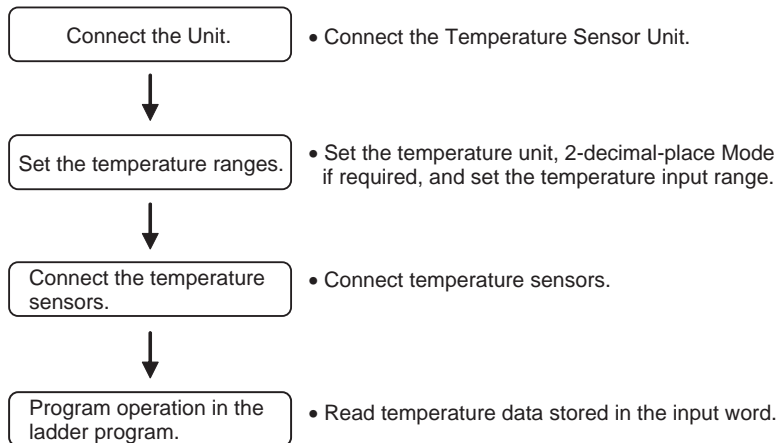 Connect the Unit.
• Connect the Temperature Sensor Unit.
Set the temperature ranges.
• Set the temperature unit, 2-decimal-place Mode
if required, and set the temperature input range.
Connect the temperature
sensors.
• Connect temperature sensors.
Program operation in the
ladder program.
• Read temperature data stored in the input word.